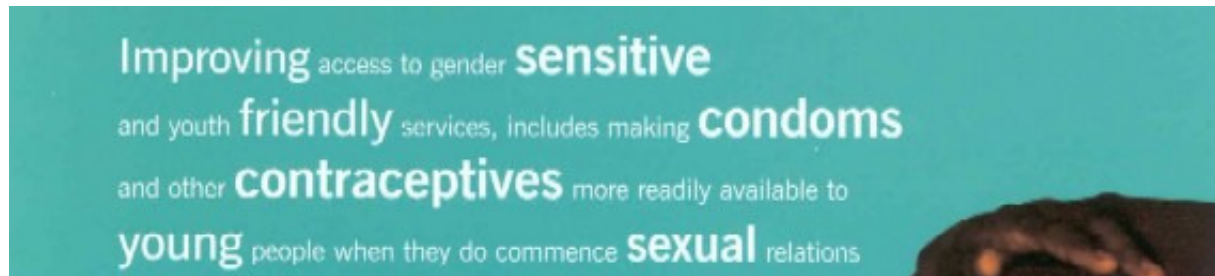 Improving access to gender sensitive
and youth friendly services, includes making condoms
and other contraceptives more readily available to
young people when they do commence sexual relations